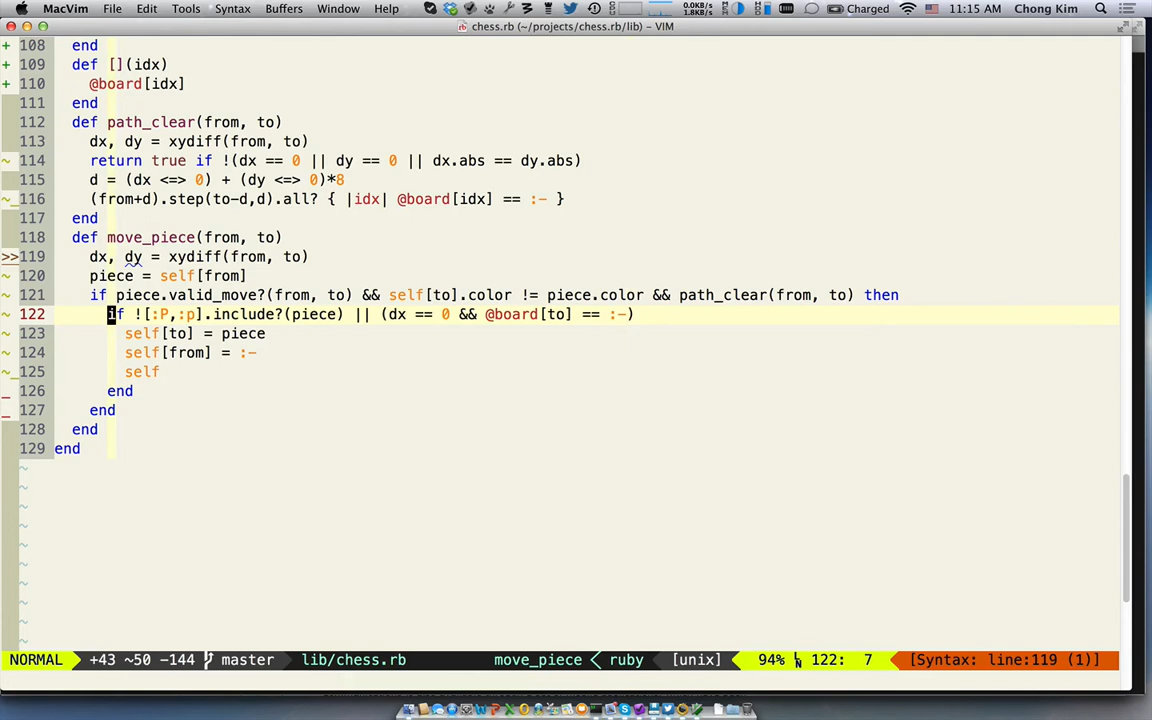 MacVim File Edit Tools Syntax Buffers Window Help 0.0KB/s 1.8KB/s Charged 11:15 AM Chong Kim
chess.rb (~/projects/chess.rb/lib) - VIM
+ 108   end
+ 109   def [](idx)
+ 110     @board[idx]
111   end
112   def path_clear(from, to)
113     dx, dy = xydiff(from, to)
~ 114     return true if !(dx == 0 || dy == 0 || dx.abs == dy.abs)
115     d = (dx <=> 0) + (dy <=> 0)*8
~_ 116     (from+d).step(to-d,d).all? { |idx| @board[idx] == :- }
117   end
118   def move_piece(from, to)
>> 119     dx, dy = xydiff(from, to)
~ 120     piece = self[from]
~ 121     if piece.valid_move?(from, to) && self[to].color != piece.color && path_clear(from, to) then
~ 122       if ![:P,:p].include?(piece) || (dx == 0 && @board[to] == :-)
~ 123         self[to] = piece
~ 124         self[from] = :-
~_ 125         self
_ 126       end
_ 127     end
128   end
129 end
~
~
~
~
~
~
~
~
~
~
NORMAL +43 ~50 -144 master lib/chess.rb move_piece < ruby [unix] 94% LN 122: 7 [Syntax: line:119 (1)]